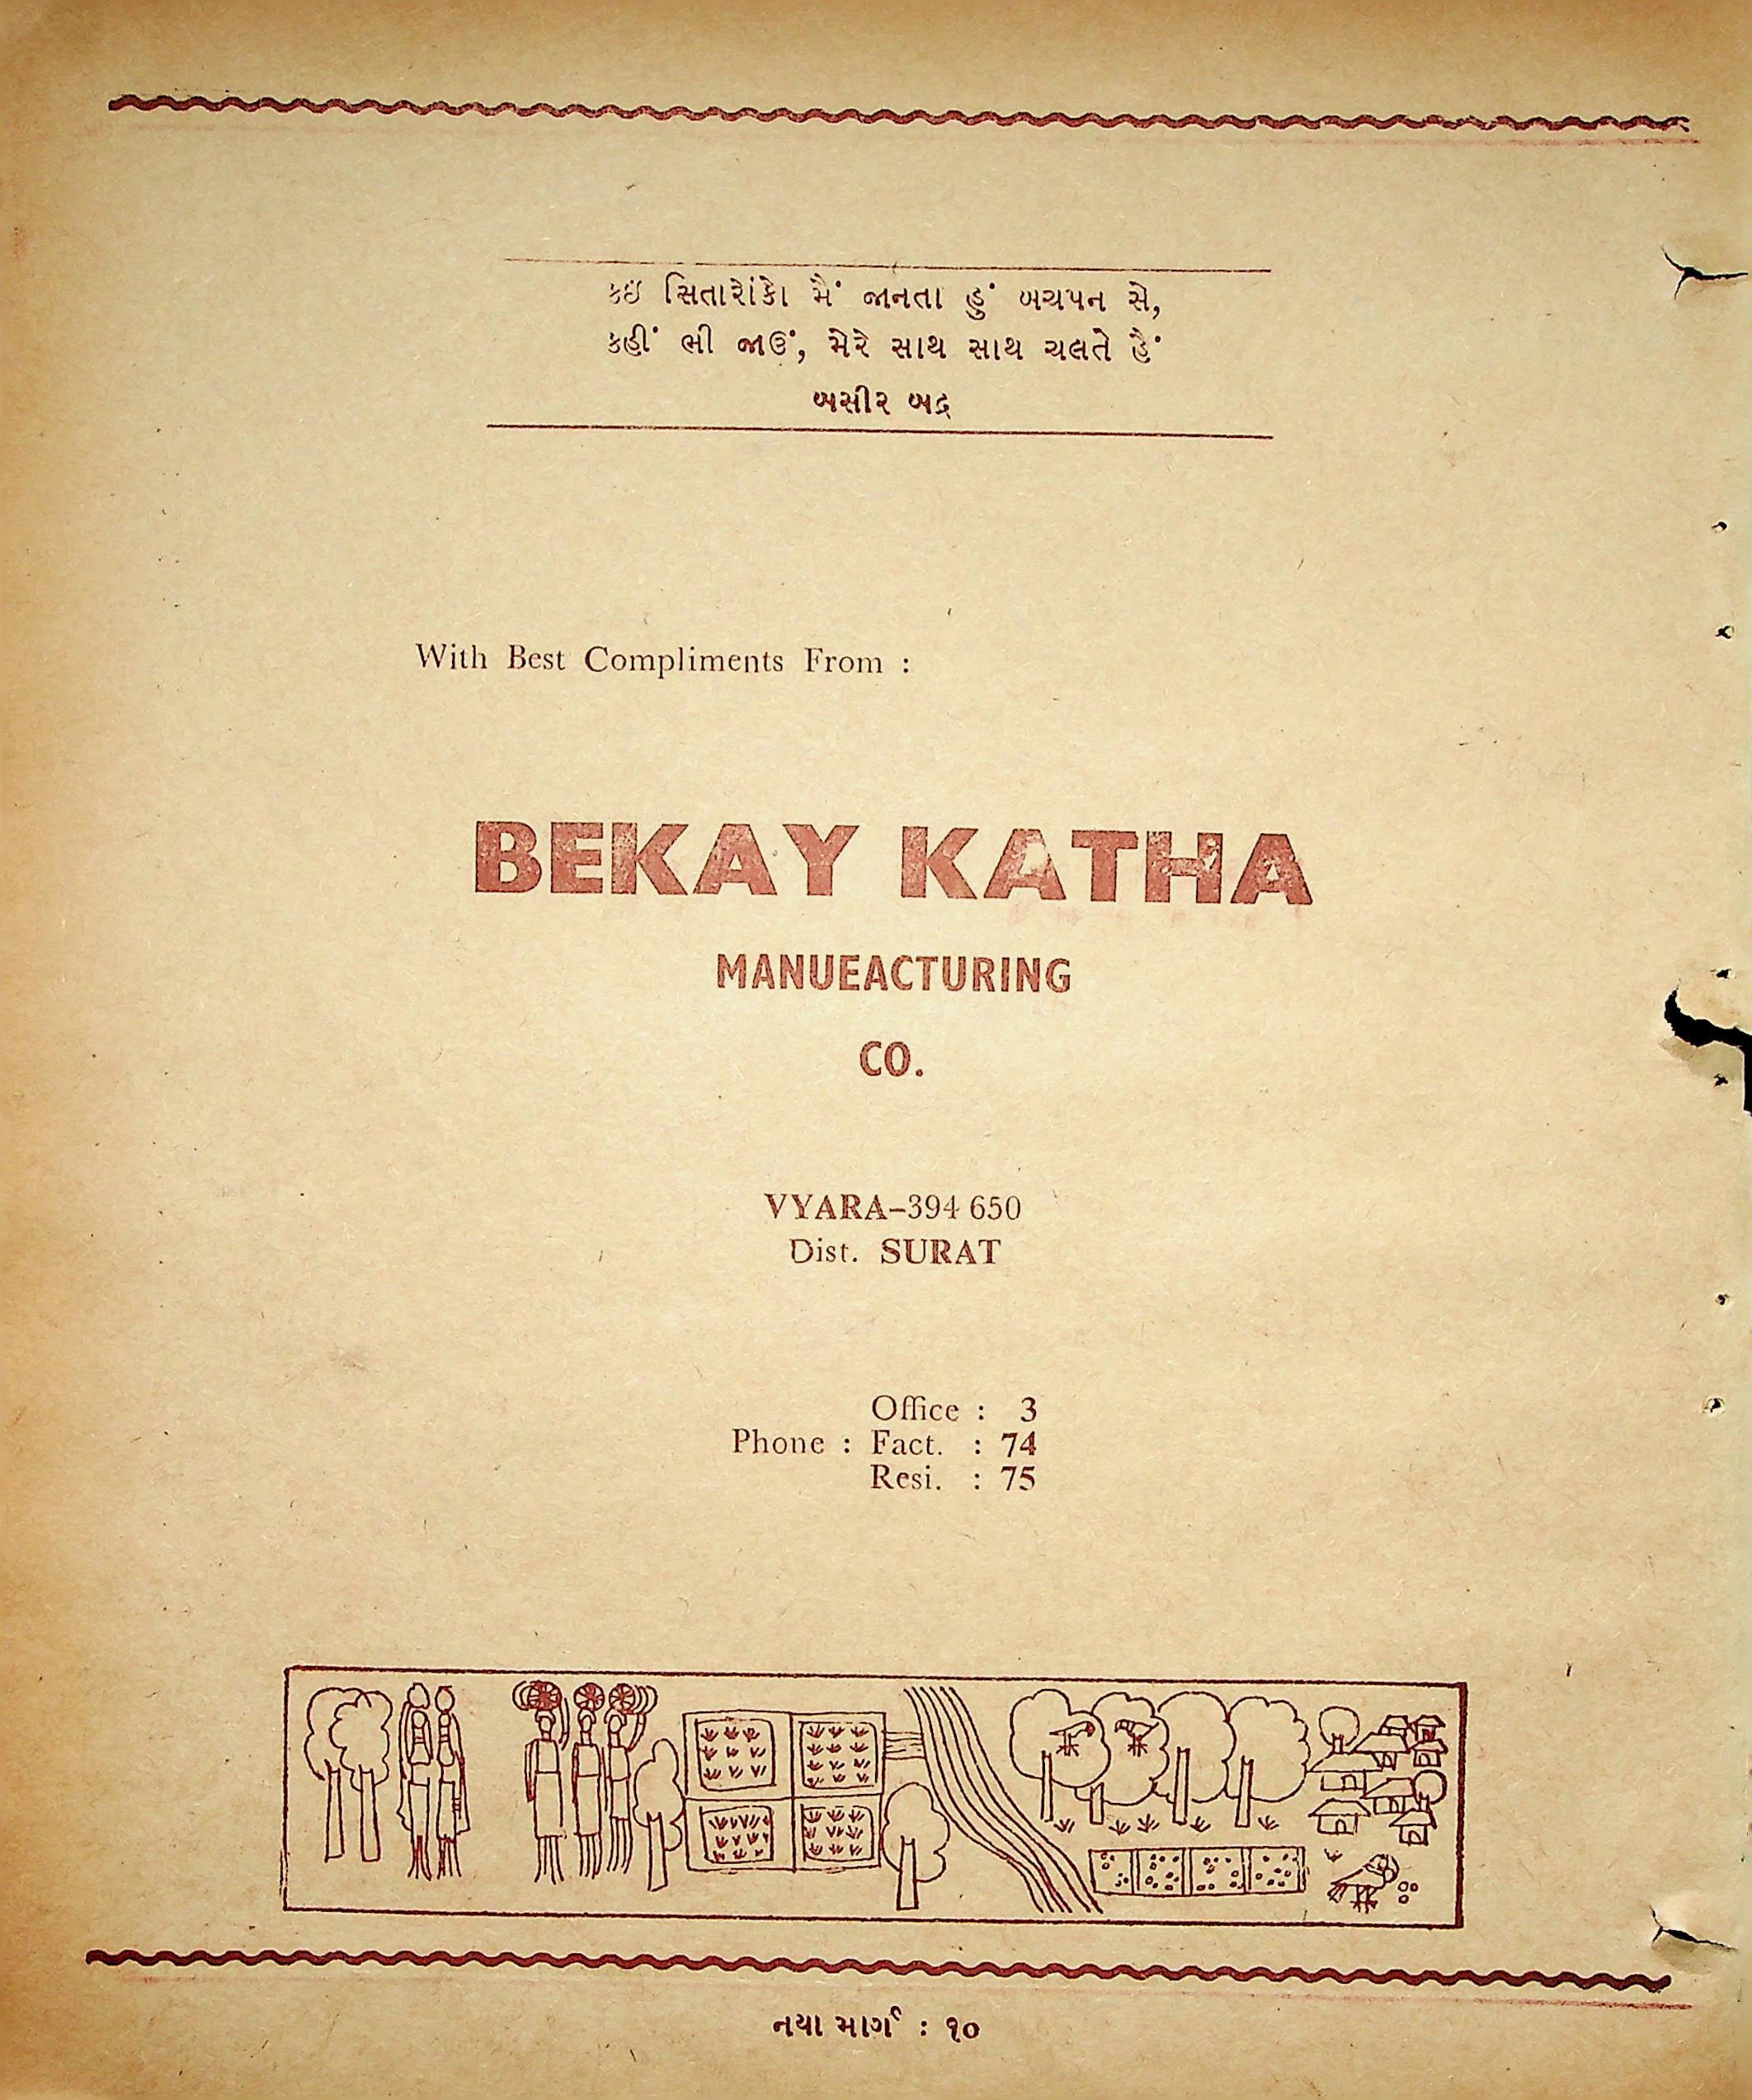 કઇ સિતારોંકો મૈં જાનતા હું બચપન સે,
કહીં ભી જાઉં, મેરે સાથ સાથ ચલતે હૈં
બસીર બદ્ર
With Best Compliments From :
BEKAY KATHA
MANUEACTURING
CO.
VYARA–394 650
Dist. SURAT
Office : 3
Phone : Fact. : 74
Resi. : 75
નયા માર્ગ : ૧૦